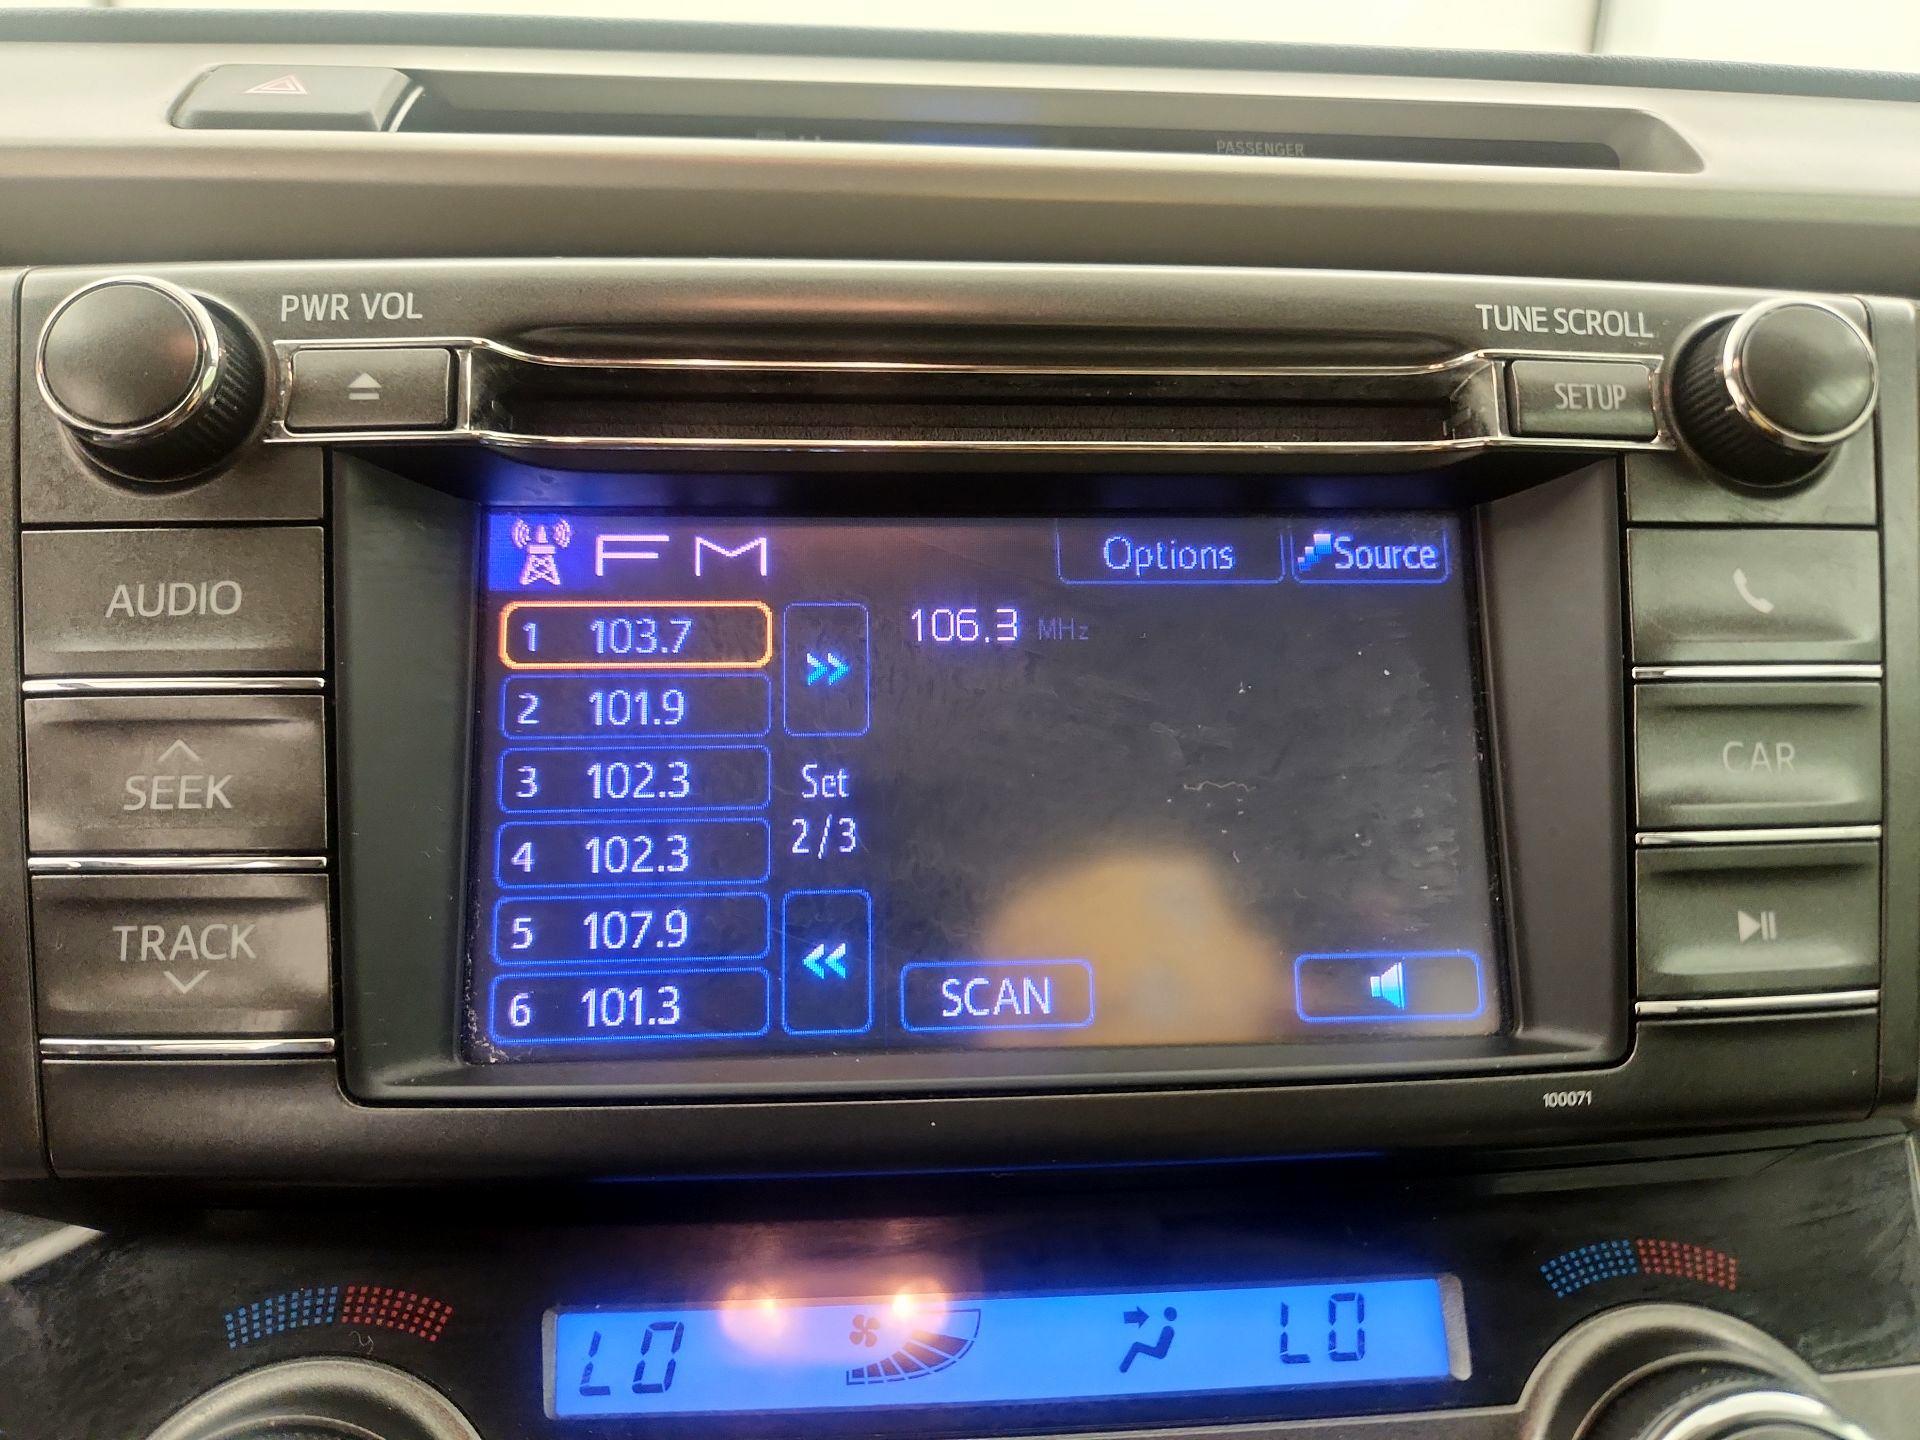 PASSENGER
PWR VOL
TUNE SCROLL
SETUP
FM
Options
Source
AUDIO
1 103.7
106.3 MHz
2 101.9
SEEK
3 102.3
Set
CAR
2/3
4 102.3
TRACK
5 107.9
6 101.3
SCAN
100071
LO
LO